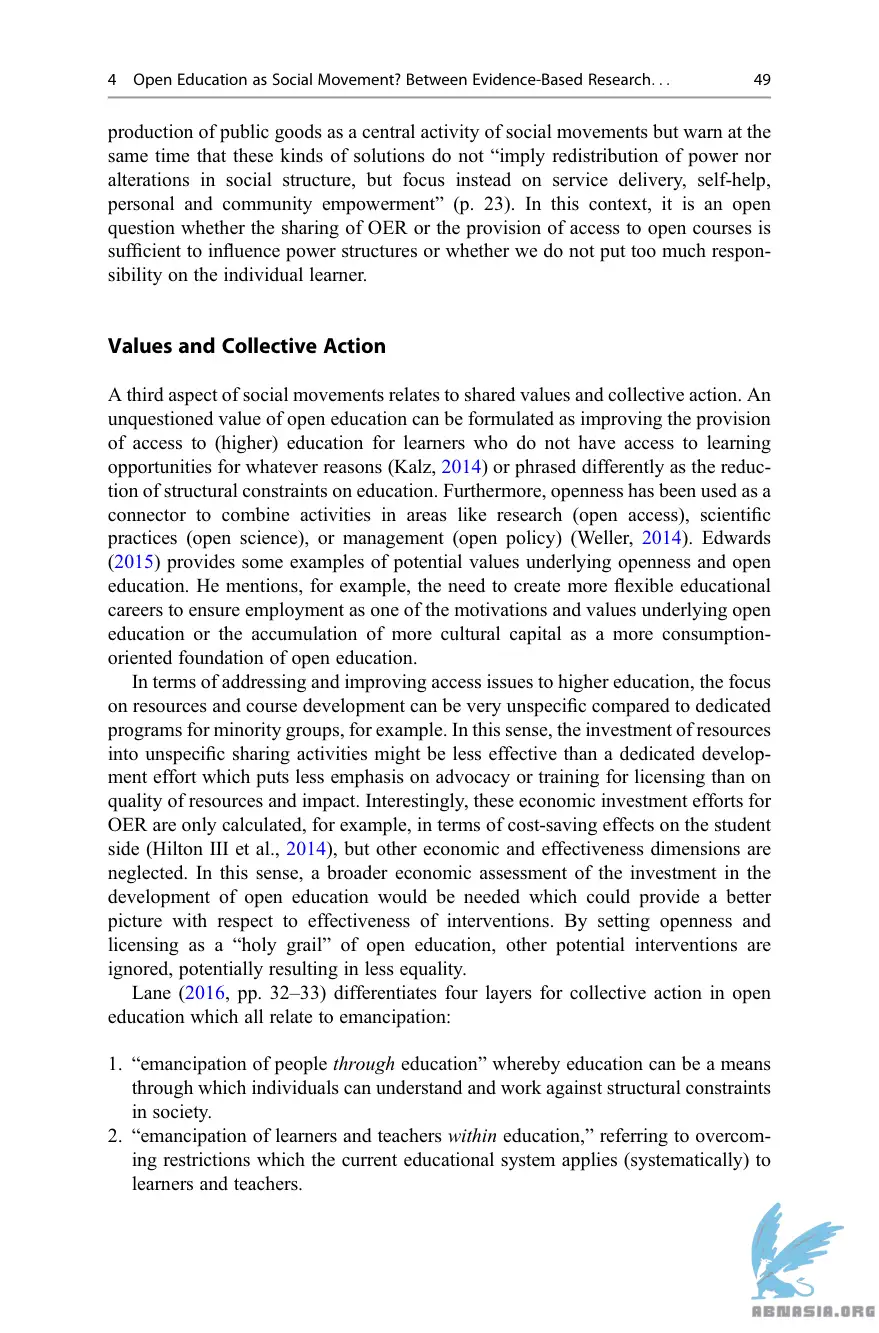 4 Open Education as Social Movement? Between Evidence-Based Research. . . 49
production of public goods as a central activity of social movements but warn at the
same time that these kinds of solutions do not “imply redistribution of power nor
alterations in social structure, but focus instead on service delivery, self-help,
personal and community empowerment” (p. 23). In this context, it is an open
question whether the sharing of OER or the provision of access to open courses is
sufficient to influence power structures or whether we do not put too much respon-
sibility on the individual learner.
Values and Collective Action
A third aspect of social movements relates to shared values and collective action. An
unquestioned value of open education can be formulated as improving the provision
of access to (higher) education for learners who do not have access to learning
opportunities for whatever reasons (Kalz, 2014) or phrased differently as the reduc-
tion of structural constraints on education. Furthermore, openness has been used as a
connector to combine activities in areas like research (open access), scientific
practices (open science), or management (open policy) (Weller, 2014). Edwards
(2015) provides some examples of potential values underlying openness and open
education. He mentions, for example, the need to create more flexible educational
careers to ensure employment as one of the motivations and values underlying open
education or the accumulation of more cultural capital as a more consumption-
oriented foundation of open education.
In terms of addressing and improving access issues to higher education, the focus
on resources and course development can be very unspecific compared to dedicated
programs for minority groups, for example. In this sense, the investment of resources
into unspecific sharing activities might be less effective than a dedicated develop-
ment effort which puts less emphasis on advocacy or training for licensing than on
quality of resources and impact. Interestingly, these economic investment efforts for
OER are only calculated, for example, in terms of cost-saving effects on the student
side (Hilton III et al., 2014), but other economic and effectiveness dimensions are
neglected. In this sense, a broader economic assessment of the investment in the
development of open education would be needed which could provide a better
picture with respect to effectiveness of interventions. By setting openness and
licensing as a “holy grail” of open education, other potential interventions are
ignored, potentially resulting in less equality.
Lane (2016, pp. 32–33) differentiates four layers for collective action in open
education which all relate to emancipation:
1. “emancipation of people through education” whereby education can be a means
through which individuals can understand and work against structural constraints
in society.
2. “emancipation of learners and teachers within education,” referring to overcom-
ing restrictions which the current educational system applies (systematically) to
learners and teachers.
ABNASIA.ORG